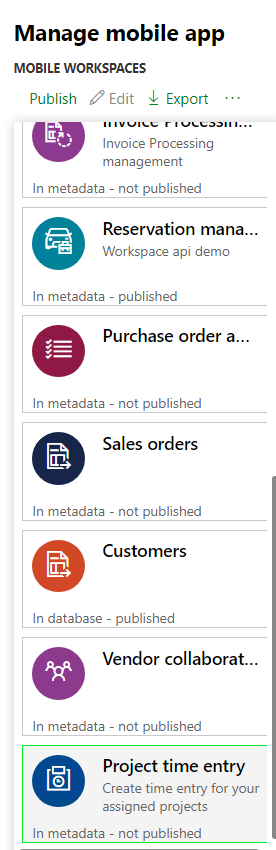 Manage mobile app
MOBILE WORKSPACES
Publish Edit Export ···
Invoice Processin...
Invoice Processing
management
In metadata - not published
Reservation mana...
Workspace api demo
In metadata - published
Purchase order a...
In metadata - not published
Sales orders
In metadata - not published
Customers
In database - published
Vendor collaborat...
In metadata - not published
Project time entry
Create time entry for your
assigned projects
In metadata - not published